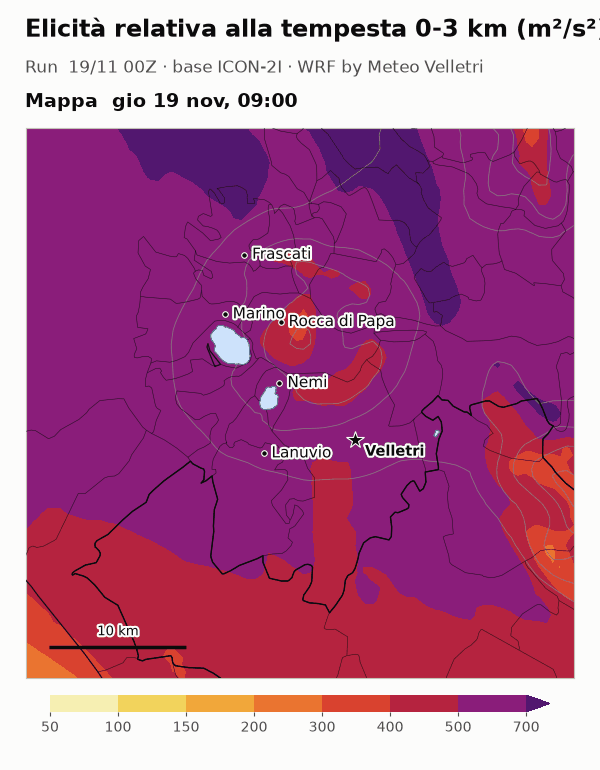 Elicità relativa alla tempesta 0-3 km (m²/s²)
Run 19/11 00Z · base ICON-2I · WRF by Meteo Velletri
Mappa gio 19 nov, 09:00
Frascati
Marino
Rocca di Papa
Nemi
Lanuvio
Velletri
10 km
50 100 150 200 300 400 500 700